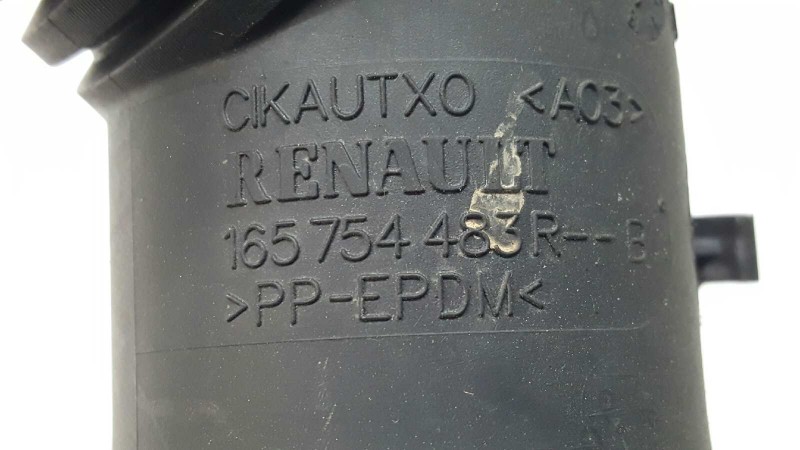 CIKAUTXO <A03>
RENAULT
165 754 483 R--B
>PP-EPDM<